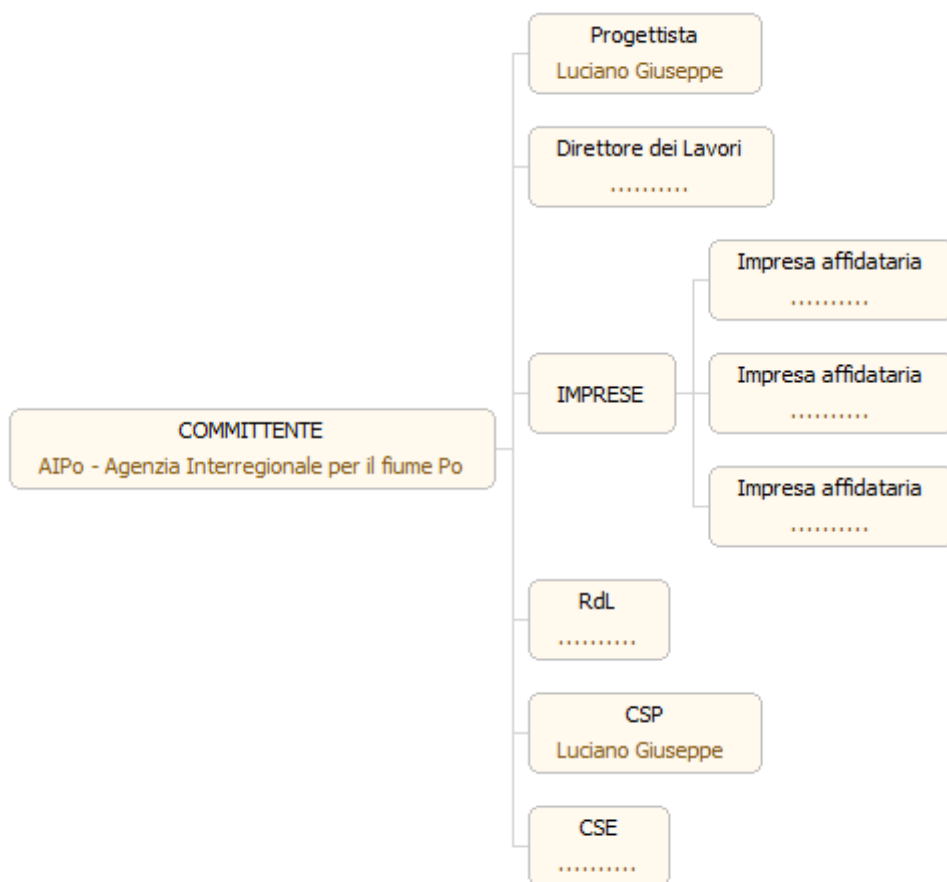 Progettista
Luciano Giuseppe
Direttore dei Lavori
..........
Impresa affidataria
..........
IMPRESE
Impresa affidataria
..........
COMMITTENTE
AIPo - Agenzia Interregionale per il fiume Po
Impresa affidataria
..........
RdL
..........
CSP
Luciano Giuseppe
CSE
..........